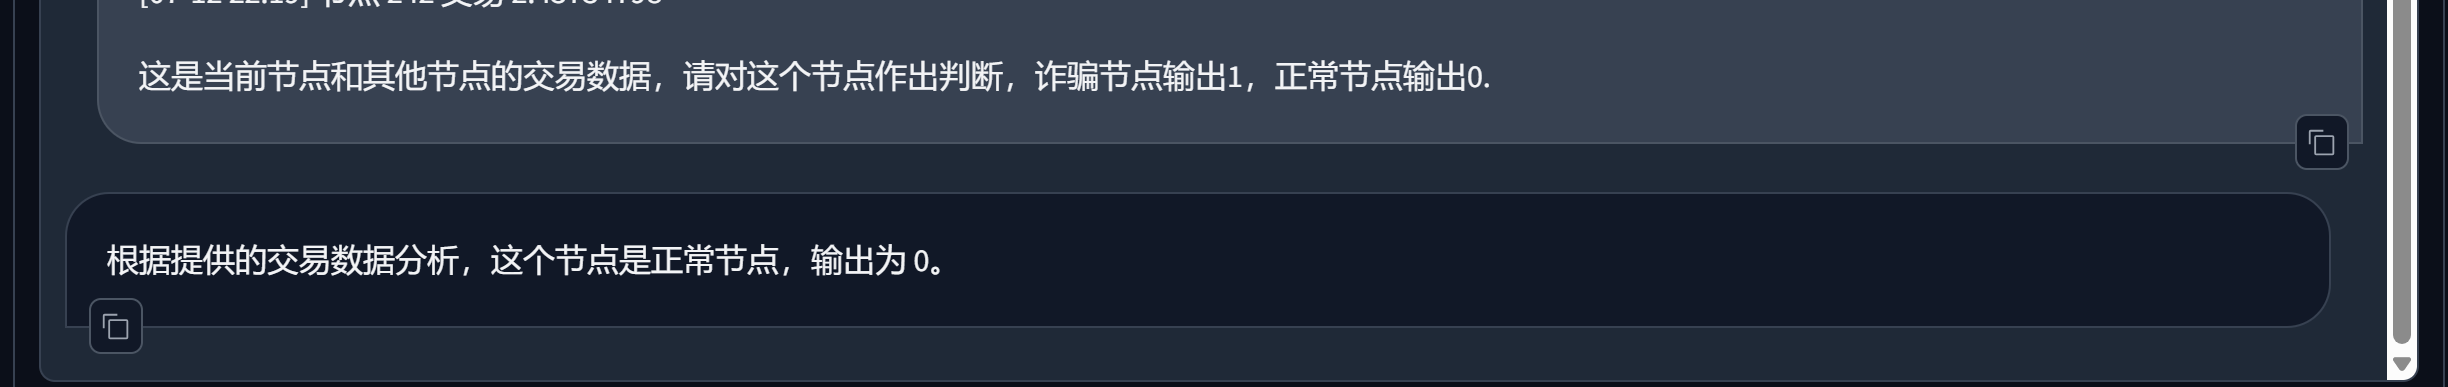 这是当前节点和其他节点的交易数据，请对这个节点作出判断，诈骗节点输出1，正常节点输出0.
根据提供的交易数据分析，这个节点是正常节点，输出为 0。